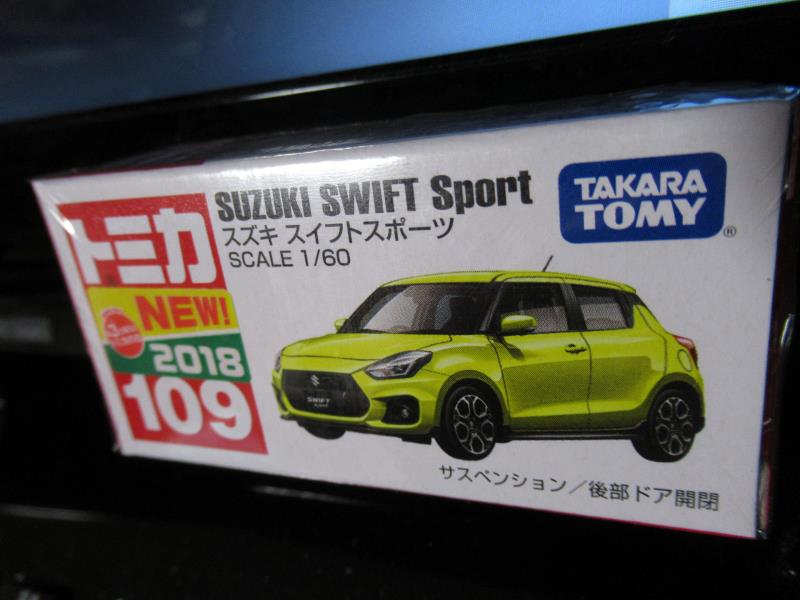 トミカ
NEW!
2018
109
SUZUKI SWIFT Sport
スズキ スイフトスポーツ
SCALE 1/60
TAKARA
TOMY
®
SWIFT
サスペンション/後部ドア開閉